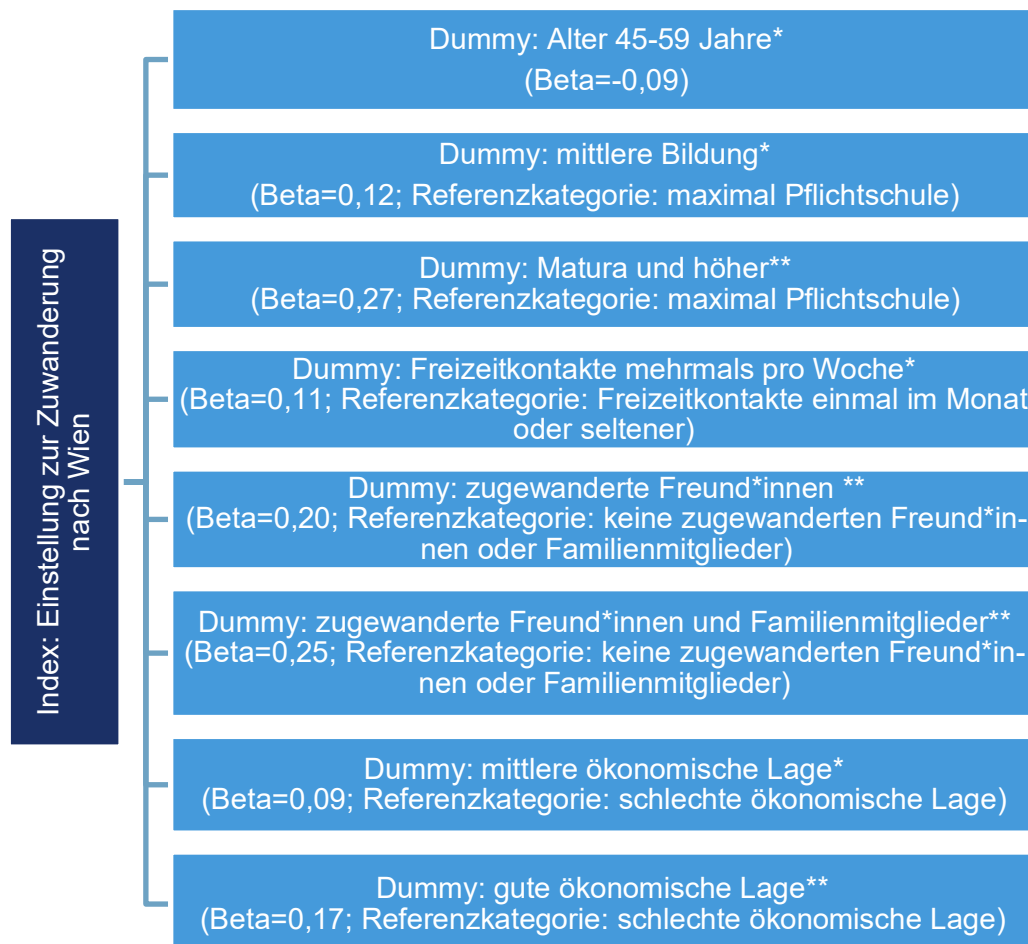 Index: Einstellung zur Zuwanderung
nach Wien
Dummy: Alter 45-59 Jahre*
(Beta=-0,09)
Dummy: mittlere Bildung*
(Beta=0,12; Referenzkategorie: maximal Pflichtschule)
Dummy: Matura und höher**
(Beta=0,27; Referenzkategorie: maximal Pflichtschule)
Dummy: Freizeitkontakte mehrmals pro Woche*
(Beta=0,11; Referenzkategorie: Freizeitkontakte einmal im Monat
oder seltener)
Dummy: zugewanderte Freund*innen **
(Beta=0,20; Referenzkategorie: keine zugewanderten Freund*in-
nen oder Familienmitglieder)
Dummy: zugewanderte Freund*innen und Familienmitglieder**
(Beta=0,25; Referenzkategorie: keine zugewanderten Freund*in-
nen oder Familienmitglieder)
Dummy: mittlere ökonomische Lage*
(Beta=0,09; Referenzkategorie: schlechte ökonomische Lage)
Dummy: gute ökonomische Lage**
(Beta=0,17; Referenzkategorie: schlechte ökonomische Lage)